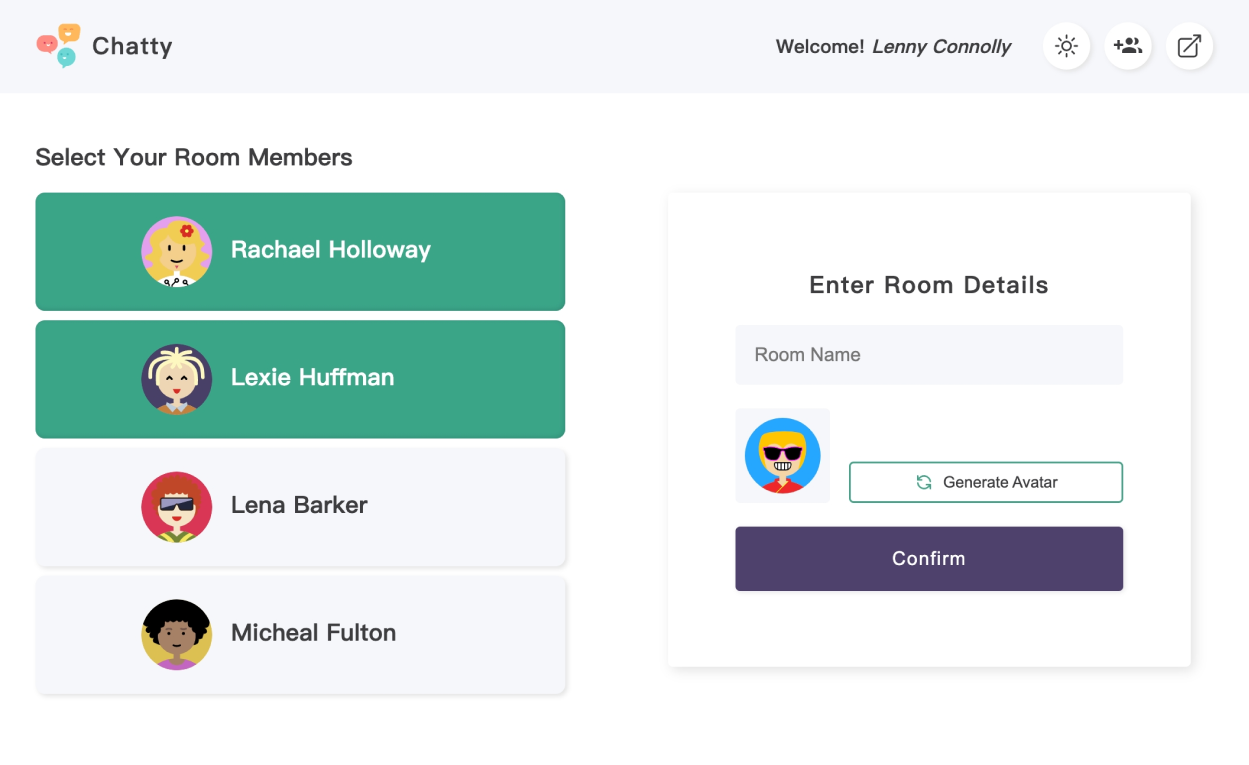 Chatty
Welcome! Lenny Connolly
Select Your Room Members
Rachael Holloway
Lexie Huffman
Lena Barker
Micheal Fulton
Enter Room Details
Room Name
Generate Avatar
Confirm